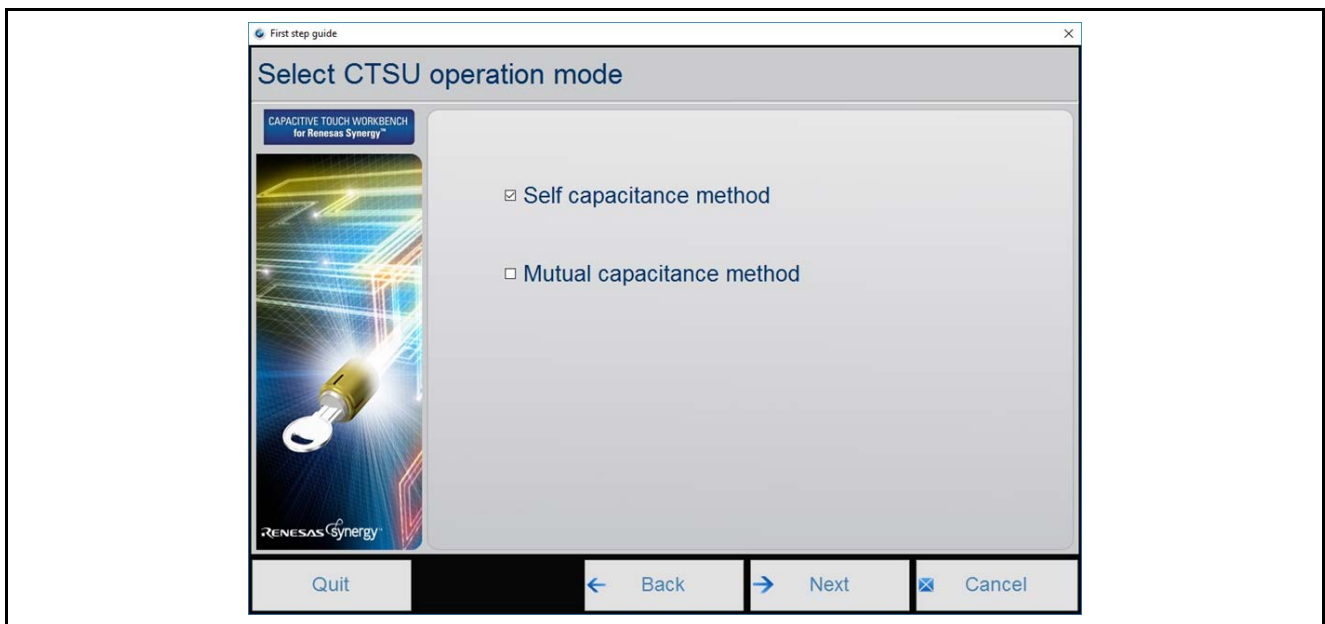 First step guide
Select CTSU operation mode
CAPACITIVE TOUCH WORKBENCH
for Renesas Synergy™
Self capacitance method
Mutual capacitance method
RENESAS Synergy™
Quit
Back
Next
Cancel